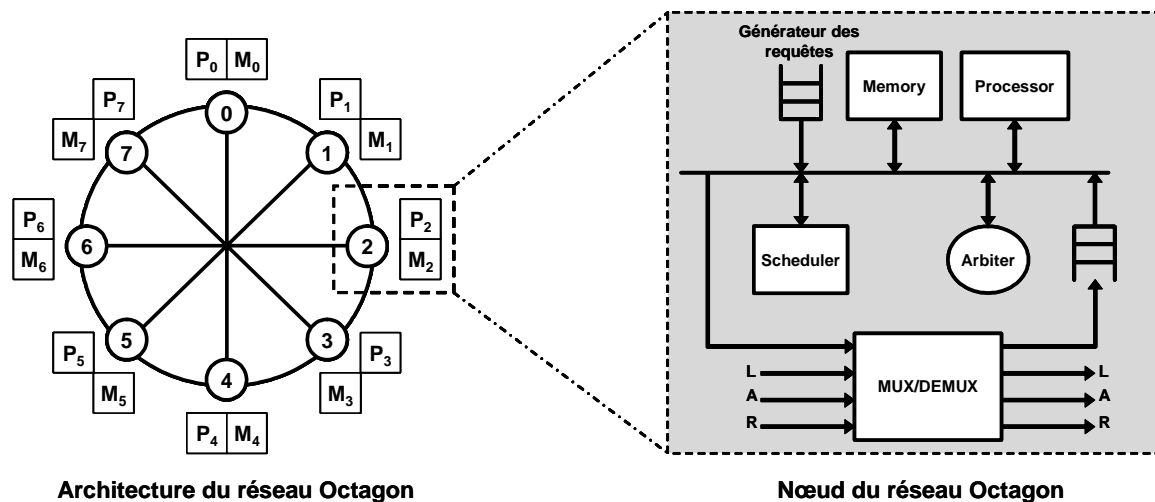 P0 M0
P7
M7
P1
M1
0
7
1
P6
M6
6
2
P2
M2
5
3
4
P5
M5
P3
M3
P4 M4
Architecture du réseau Octagon
Générateur des
requêtes
Memory
Processor
Scheduler
Arbiter
MUX/DEMUX
L
A
R
L
A
R
Nœud du réseau Octagon